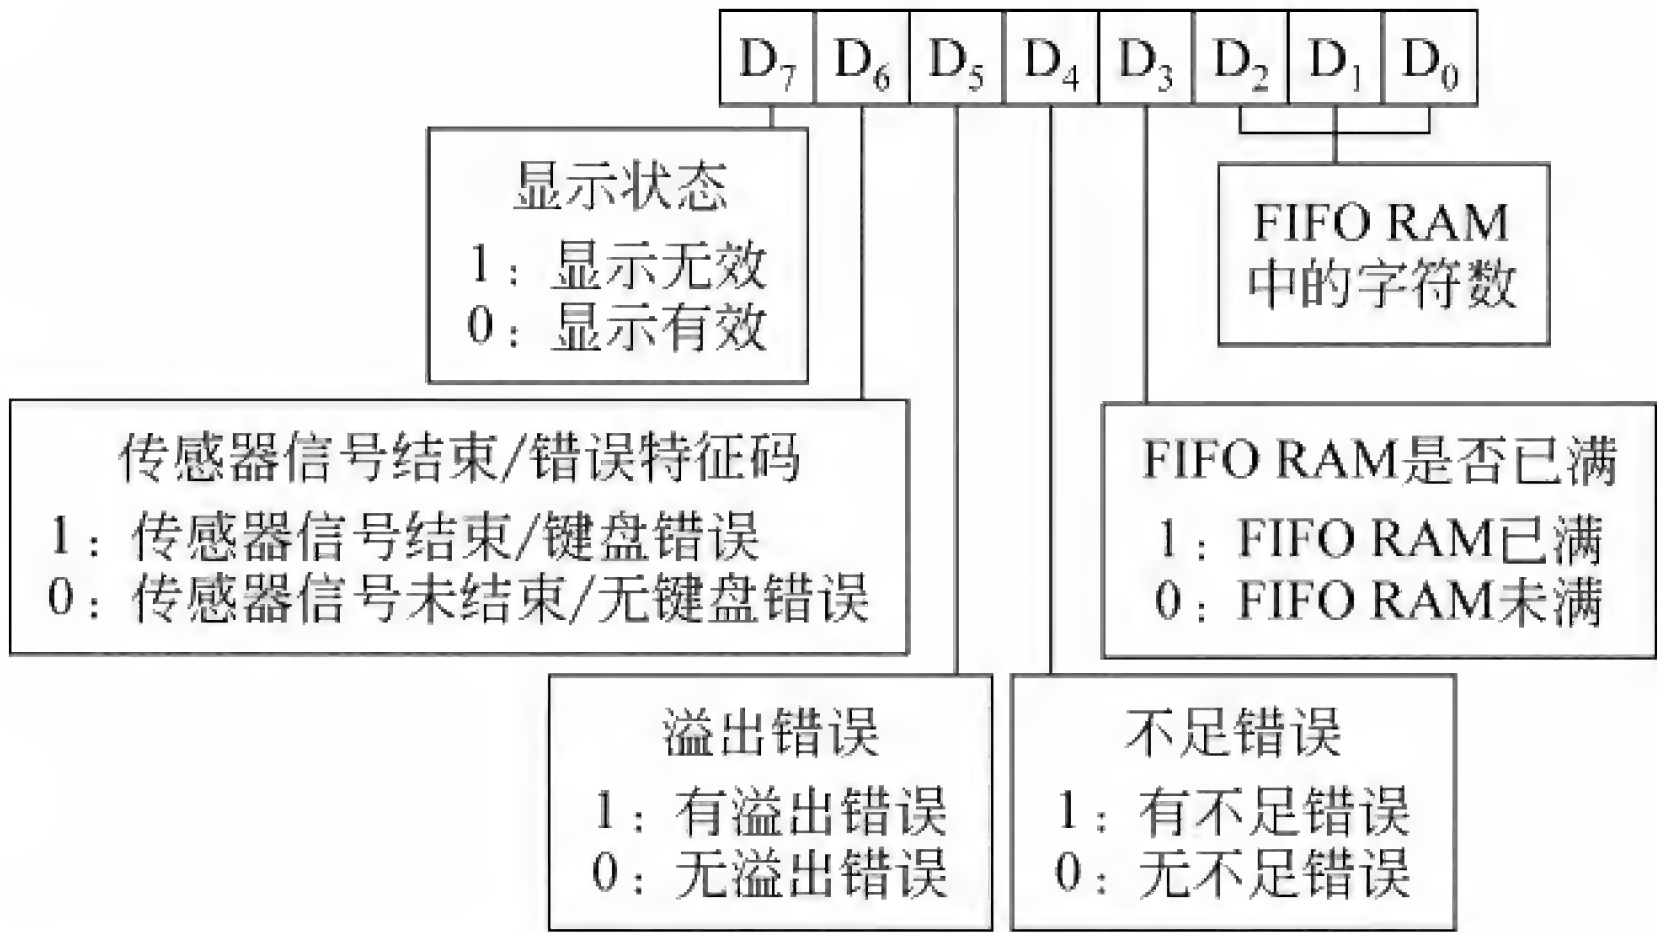 D₇ D₆ D₅ D₄ D₃ D₂ D₁ D₀
显示状态
1：显示无效
0：显示有效
FIFO RAM
中的字符数
传感器信号结束/错误特征码
1：传感器信号结束/键盘错误
0：传感器信号未结束/无键盘错误
FIFO RAM是否已满
1：FIFO RAM已满
0：FIFO RAM未满
溢出错误
1：有溢出错误
0：无溢出错误
不足错误
1：有不足错误
0：无不足错误